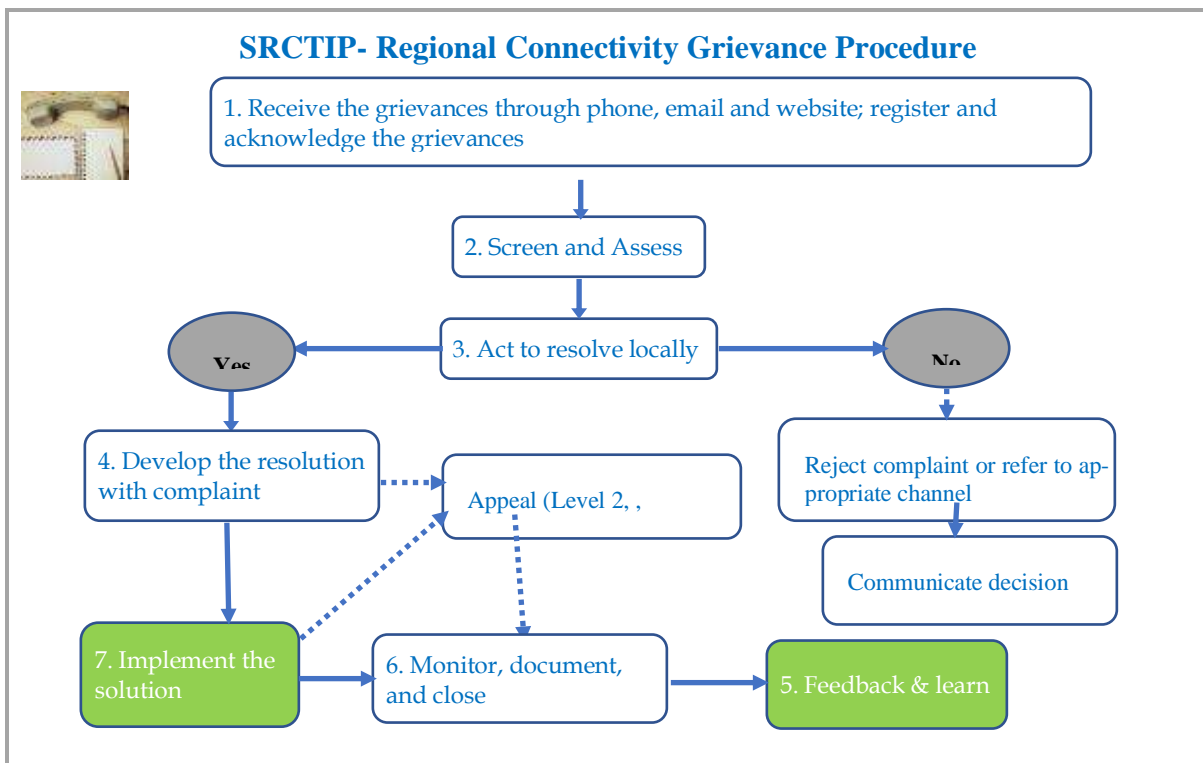 SRCTIP- Regional Connectivity Grievance Procedure
1. Receive the grievances through phone, email and website; register and
acknowledge the grievances
2. Screen and Assess
3. Act to resolve locally
Yes
No
4. Develop the resolution
with complaint
Appeal (Level 2, ,
Reject complaint or refer to ap-
propriate channel
Communicate decision
7. Implement the
solution
6. Monitor, document,
and close
5. Feedback & learn